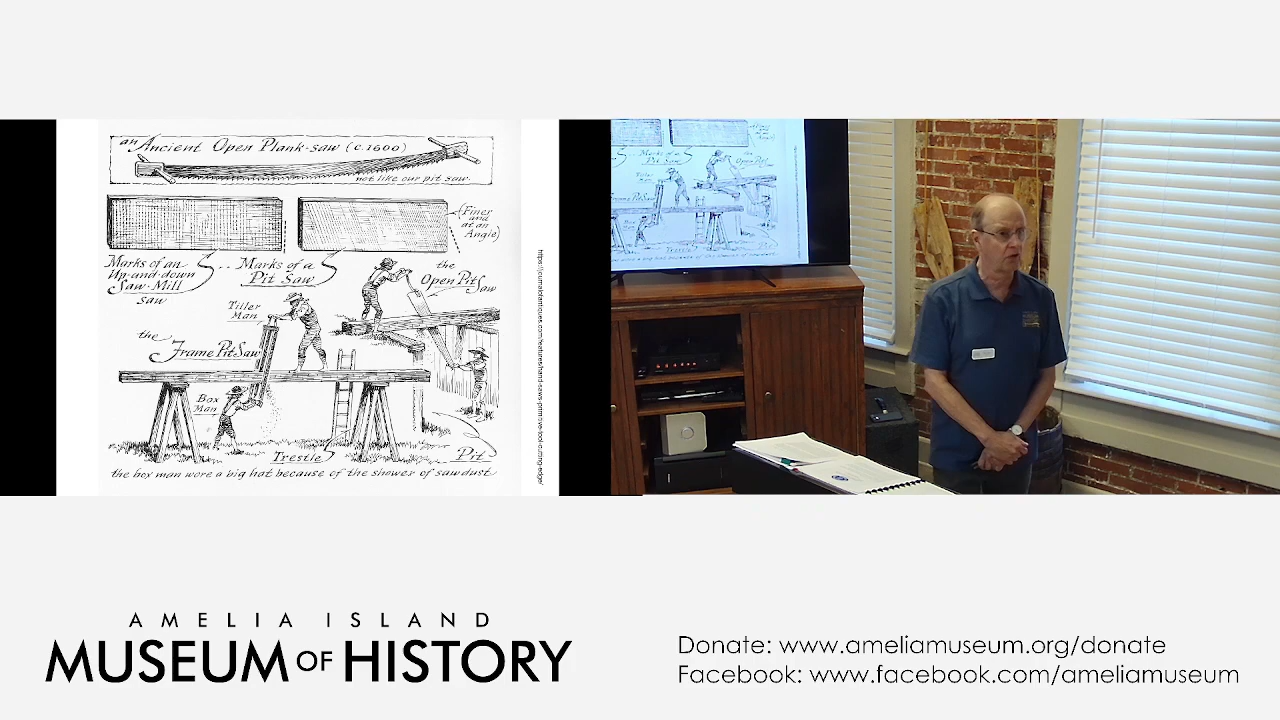 an Ancient Open Plank-saw (c1600)
not like our pit saw.
(Finer
and
at an
Angle)
Marks of an
Up-and-down
Saw-Mill
saw
Marks of a
Pit Saw
the
Open Pit
Saw
Tiller
Man
the
Frame Pit Saw
Box
Man
Trestle
Pit
the box man wore a big hat because of the shower of sawdust.
AMELIA ISLAND
MUSEUM OF HISTORY
Donate: www.ameliamuseum.org/donate
Facebook: www.facebook.com/ameliamuseum